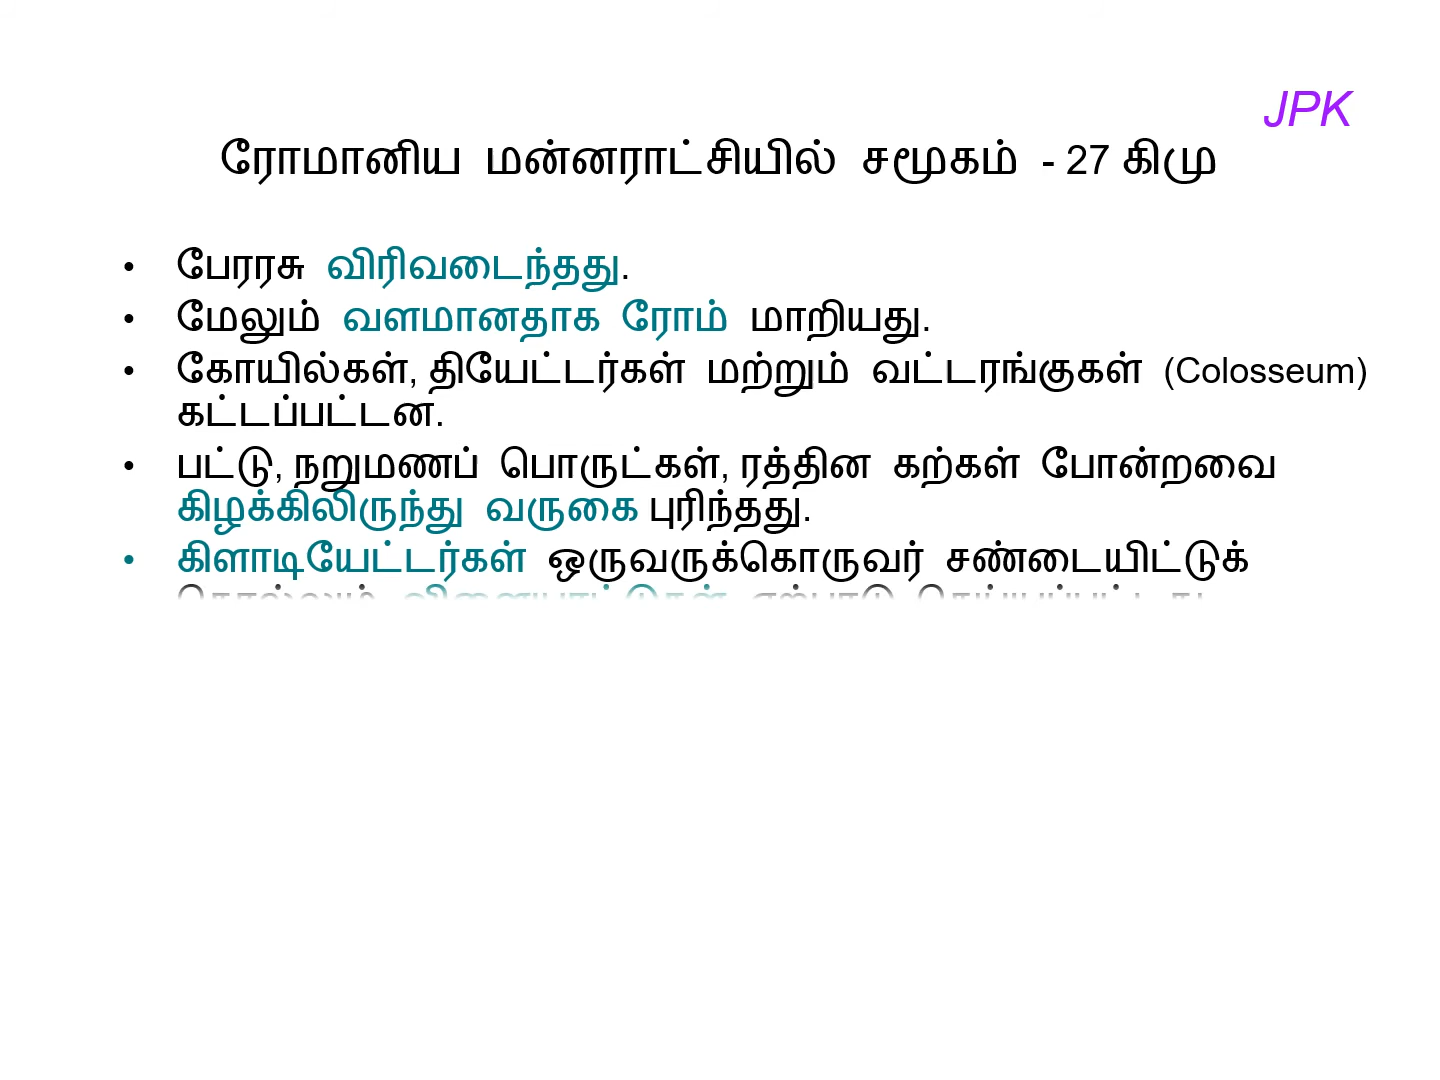 JPK
ரோமானிய மன்னராட்சியில் சமூகம் - 27 கிமு
• பேரரசு விரிவடைந்தது.
• மேலும் வளமானதாக ரோம் மாறியது.
• கோயில்கள், தியேட்டர்கள் மற்றும் வட்டரங்குகள் (Colosseum)
கட்டப்பட்டன.
• பட்டு, நறுமணப் பொருட்கள், ரத்தின கற்கள் போன்றவை
கிழக்கிலிருந்து வருகை புரிந்தது.
• கிளாடியேட்டர்கள் ஒருவருக்கொருவர் சண்டையிட்டுக்